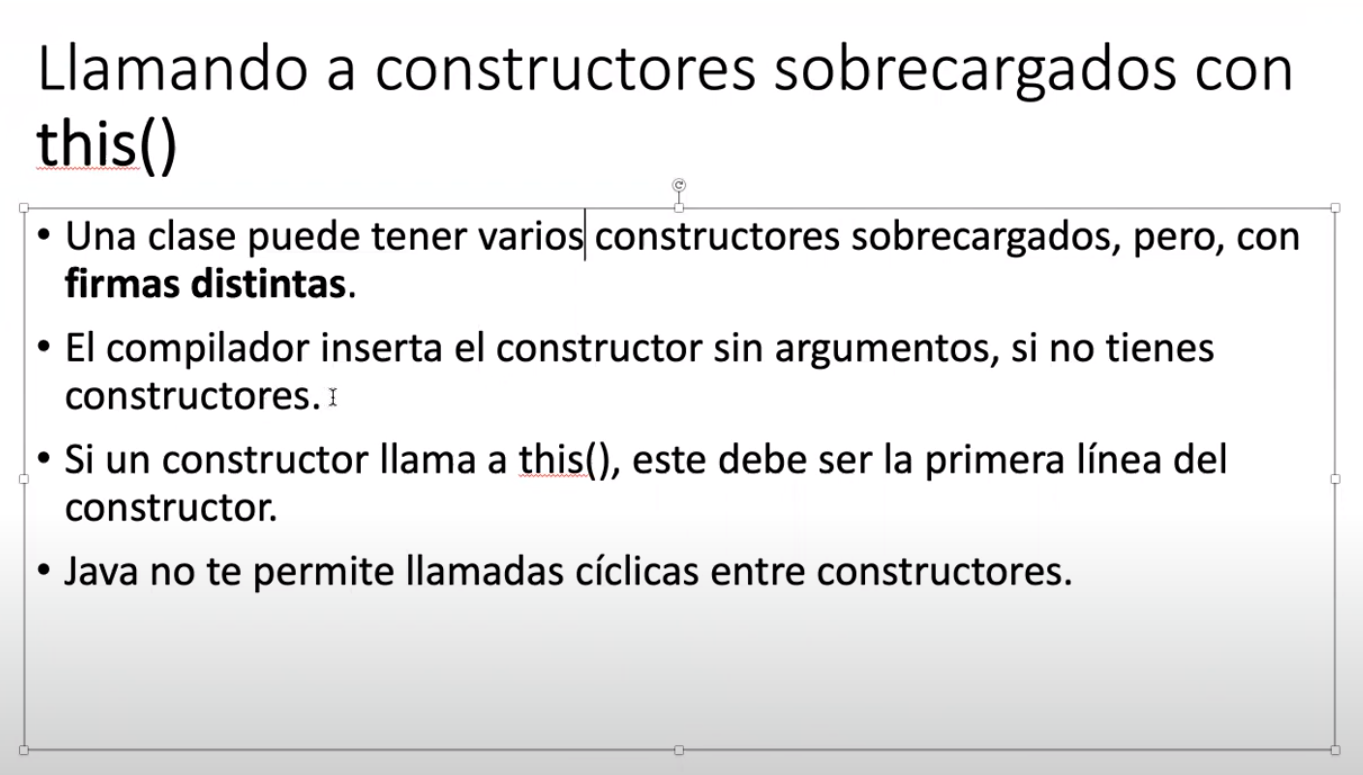 Llamando a constructores sobrecargados con
this()
• Una clase puede tener varios constructores sobrecargados, pero, con
firmas distintas.
• El compilador inserta el constructor sin argumentos, si no tienes
constructores.
• Si un constructor llama a this(), este debe ser la primera línea del
constructor.
• Java no te permite llamadas cíclicas entre constructores.